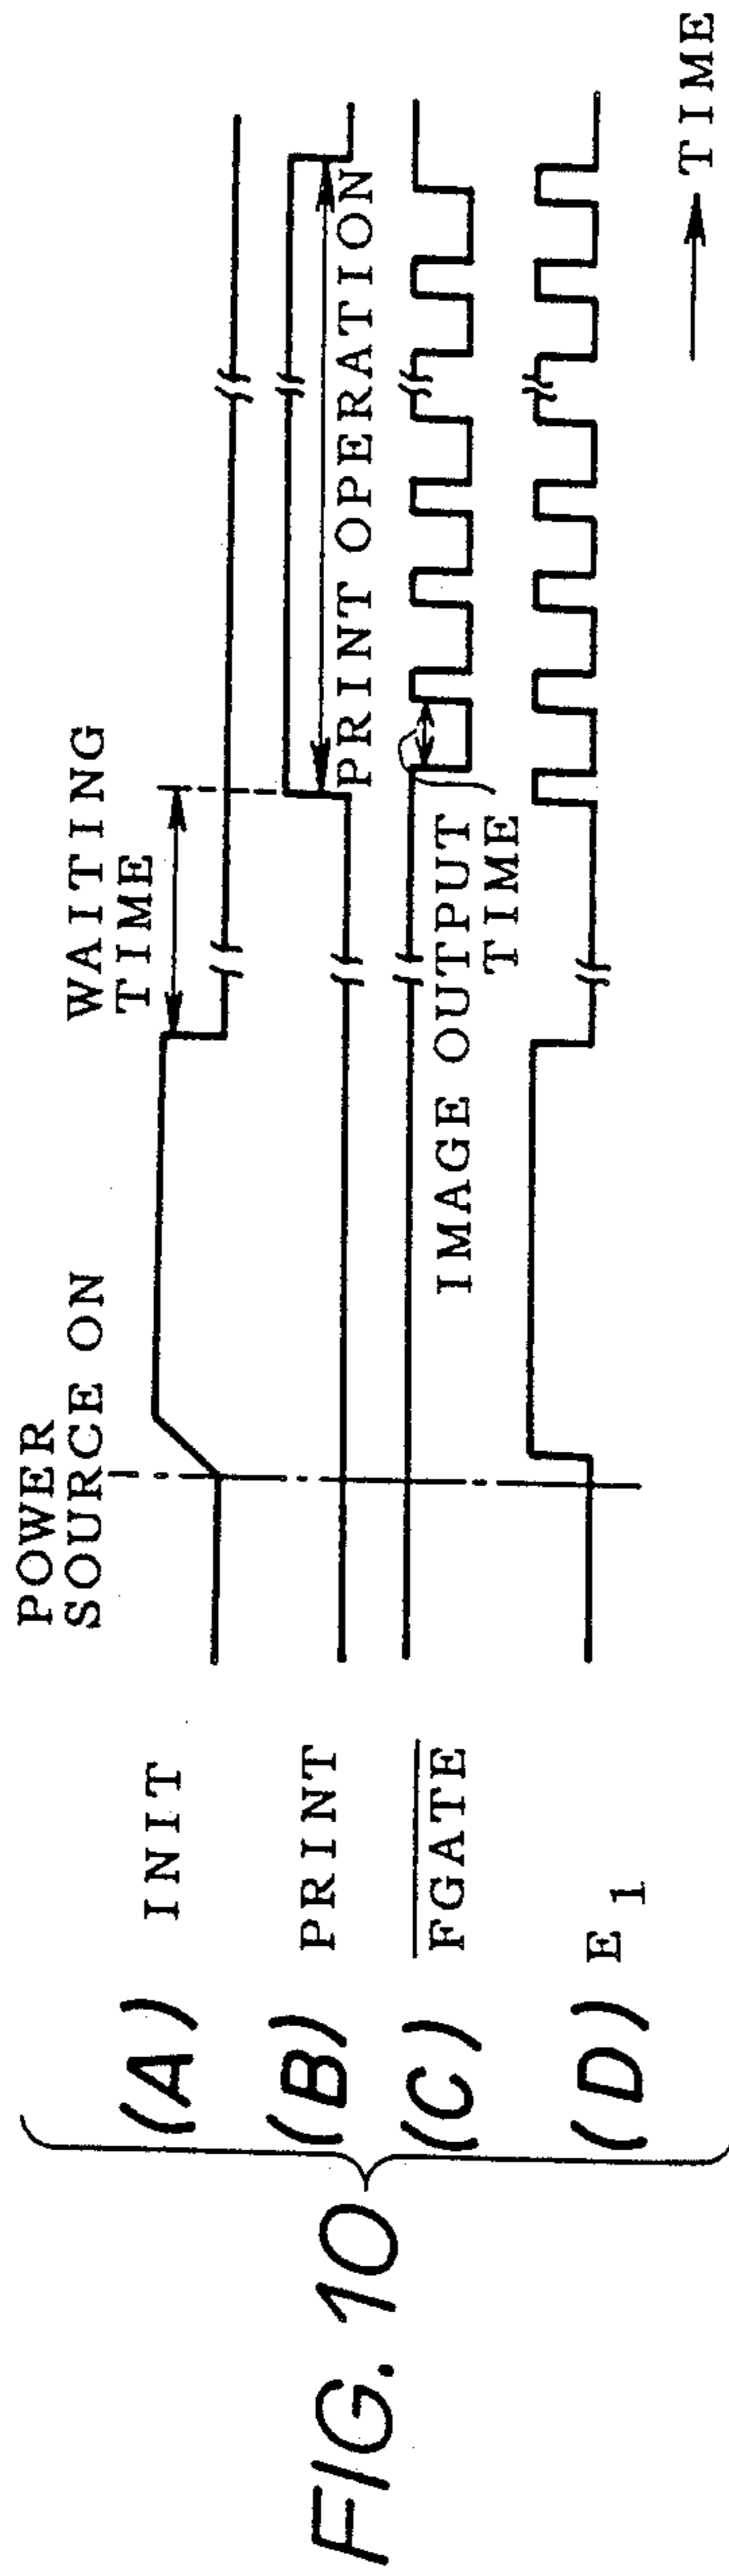 FIG. 10
(A) INIT
(B) PRINT
(C) FGATE
(D) E1
POWER
SOURCE ON
WAITING
TIME
PRINT OPERATION
IMAGE OUTPUT
TIME
TIME